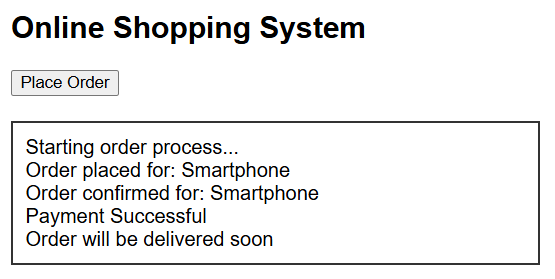 Online Shopping System
Place Order
Starting order process...
Order placed for: Smartphone
Order confirmed for: Smartphone
Payment Successful
Order will be delivered soon